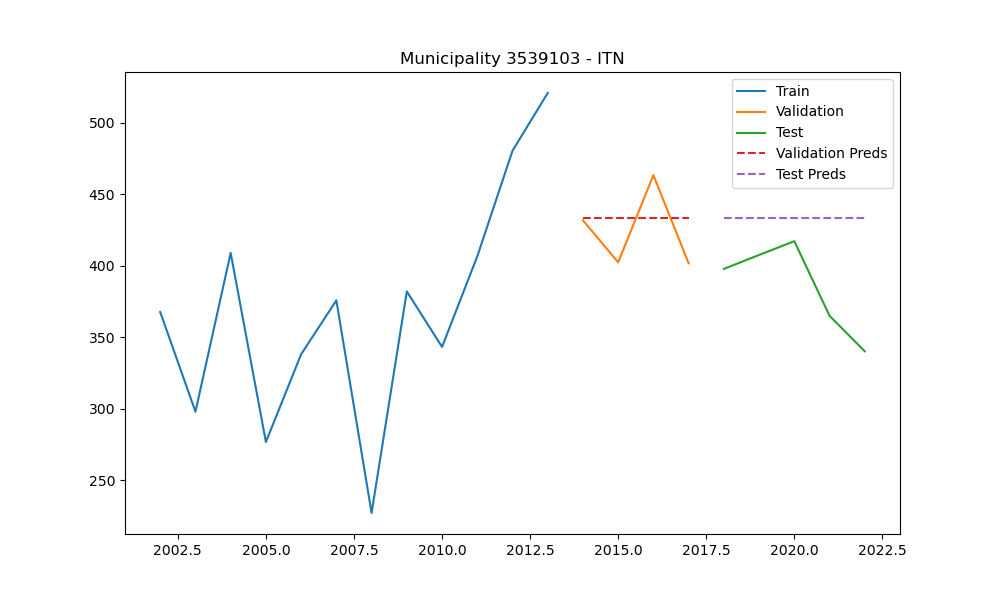 Municipality 3539103 - ITN
Train
Validation
Test
Validation Preds
Test Preds
500
450
400
350
300
250
2002.5 2005.0 2007.5 2010.0 2012.5 2015.0 2017.5 2020.0 2022.5